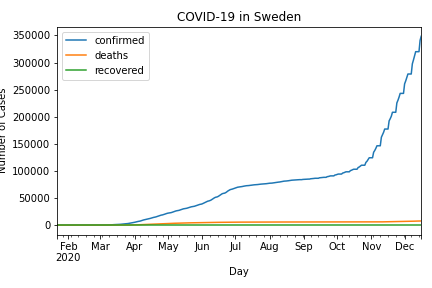 COVID-19 in Sweden
confirmed
deaths
recovered
350000
300000
250000
200000
150000
100000
50000
0
Number of Cases
Feb Mar Apr May Jun Jul Aug Sep Oct Nov Dec
2020
Day